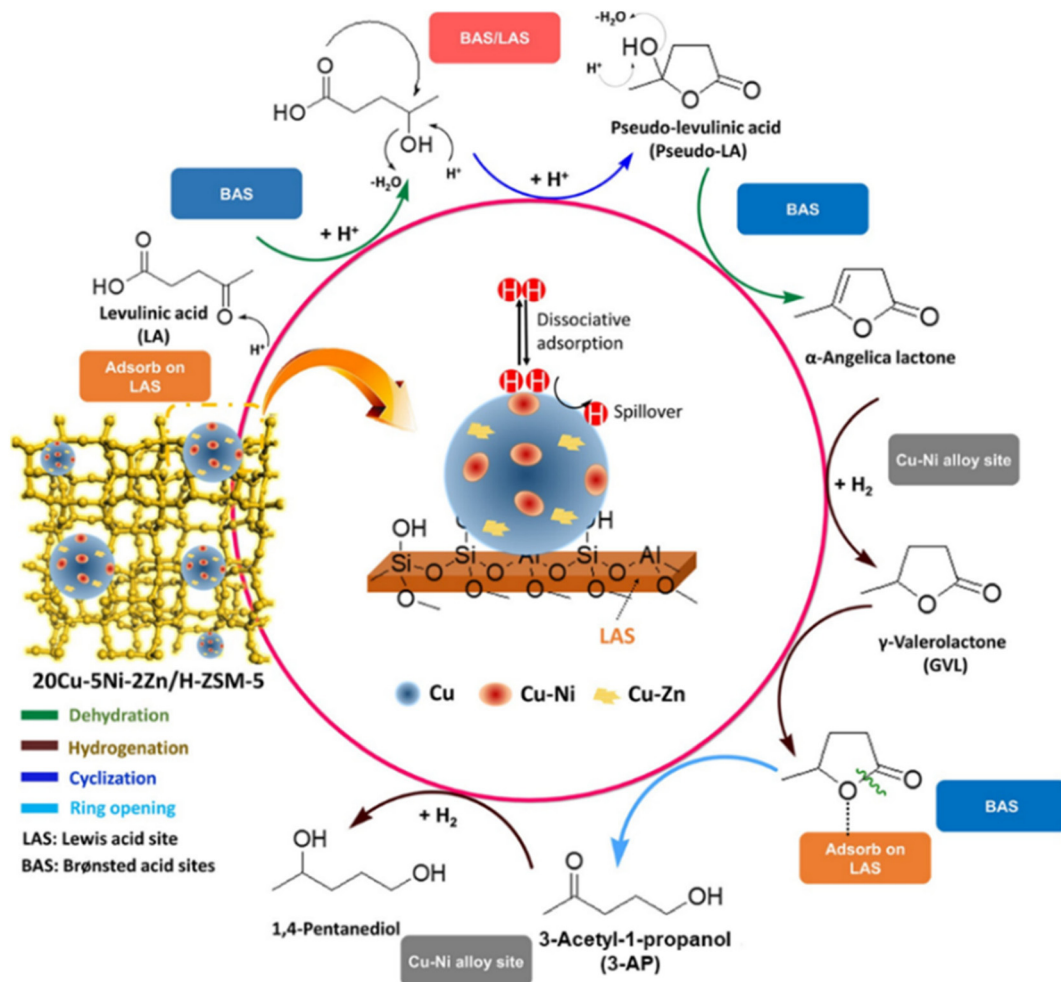 BAS/LAS
-H₂O
HO
H⁺
O
O
Pseudo-levulinic acid
(Pseudo-LA)
O
HO
OH
-H₂O
H⁺
BAS
+ H⁺
+ H⁺
BAS
O
HO
O
Levulinic acid
(LA)
H⁺
Adsorb on
LAS
O
O
α-Angelica lactone
H H
Dissociative
adsorption
H H
H
Spillover
Cu-Ni alloy site
+ H₂
OH
OH
Si
Si
Al
Si
Al
O
O
O
O
O
O
O
O
O
LAS
O
O
γ-Valerolactone
(GVL)
20Cu-5Ni-2Zn/H-ZSM-5
Cu
Cu-Ni
Cu-Zn
Dehydration
Hydrogenation
Cyclization
Ring opening
LAS: Lewis acid site
BAS: Brønsted acid sites
O
O
BAS
Adsorb on
LAS
+ H₂
OH
OH
1,4-Pentanediol
O
OH
3-Acetyl-1-propanol
(3-AP)
Cu-Ni alloy site